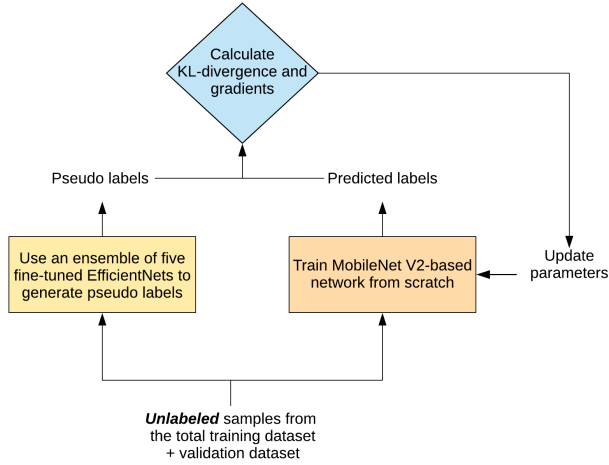 Calculate
KL-divergence and
gradients
Pseudo labels
Predicted labels
Use an ensemble of five
fine-tuned EfficientNets to
generate pseudo labels
Train MobileNet V2-based
network from scratch
Update
parameters
Unlabeled samples from
the total training dataset
+ validation dataset